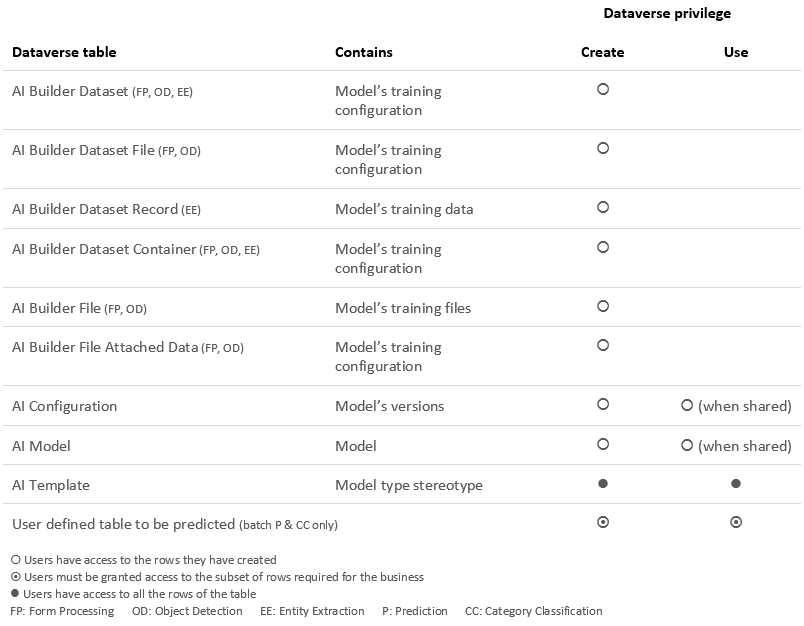 Dataverse privilege
Dataverse table Contains Create Use
AI Builder Dataset (FP, OD, EE) Model’s training
configuration
AI Builder Dataset File (FP, OD) Model’s training
configuration
AI Builder Dataset Record (EE) Model’s training data
AI Builder Dataset Container (FP, OD, EE) Model’s training
configuration
AI Builder File (FP, OD) Model’s training files
AI Builder File Attached Data (FP, OD) Model’s training
configuration
AI Configuration Model’s versions (when shared)
AI Model Model (when shared)
AI Template Model type stereotype
User defined table to be predicted (batch P & CC only)
Users have access to the rows they have created
Users must be granted access to the subset of rows required for the business
Users have access to all the rows of the table
FP: Form Processing OD: Object Detection EE: Entity Extraction P: Prediction CC: Category Classification